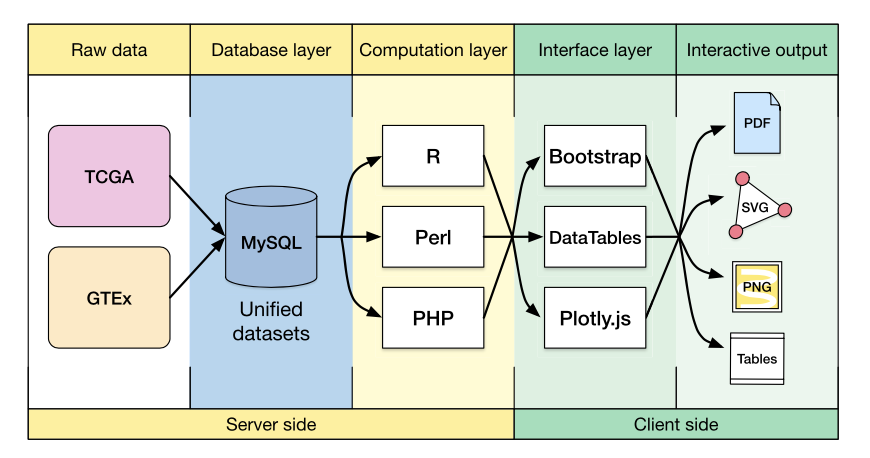 Raw data
Database layer
Computation layer
Interface layer
Interactive output
TCGA
GTEx
MySQL
Unified
datasets
R
Perl
PHP
Bootstrap
DataTables
Plotly.js
PDF
SVG
PNG
Tables
Server side
Client side